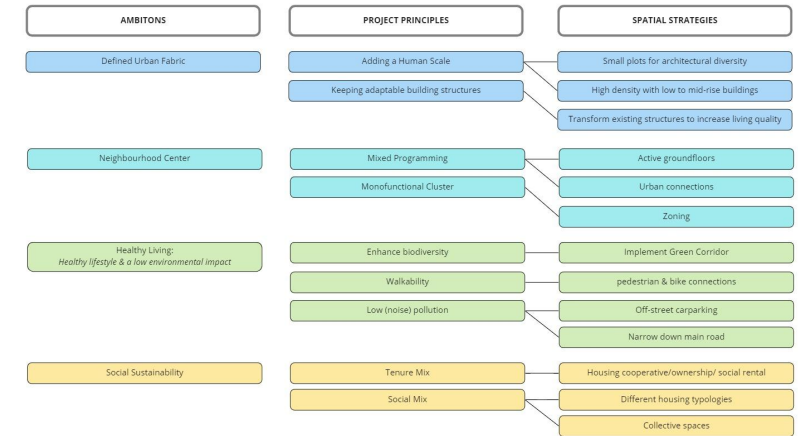 AMBITONS
PROJECT PRINCIPLES
SPATIAL STRATEGIES
Defined Urban Fabric
Adding a Human Scale
Small plots for architectural diversity
Keeping adaptable building structures
High density with low to mid-rise buildings
Transform existing structures to increase living quality
Neighbourhood Center
Mixed Programming
Active groundfloors
Monofunctional Cluster
Urban connections
Zoning
Healthy Living:
Healthy lifestyle & a low environmental impact
Enhance biodiversity
Implement Green Corridor
Walkability
pedestrian & bike connections
Low (noise) pollution
Off-street carparking
Narrow down main road
Social Sustainability
Tenure Mix
Housing cooperative/ownership/ social rental
Social Mix
Different housing typologies
Collective spaces